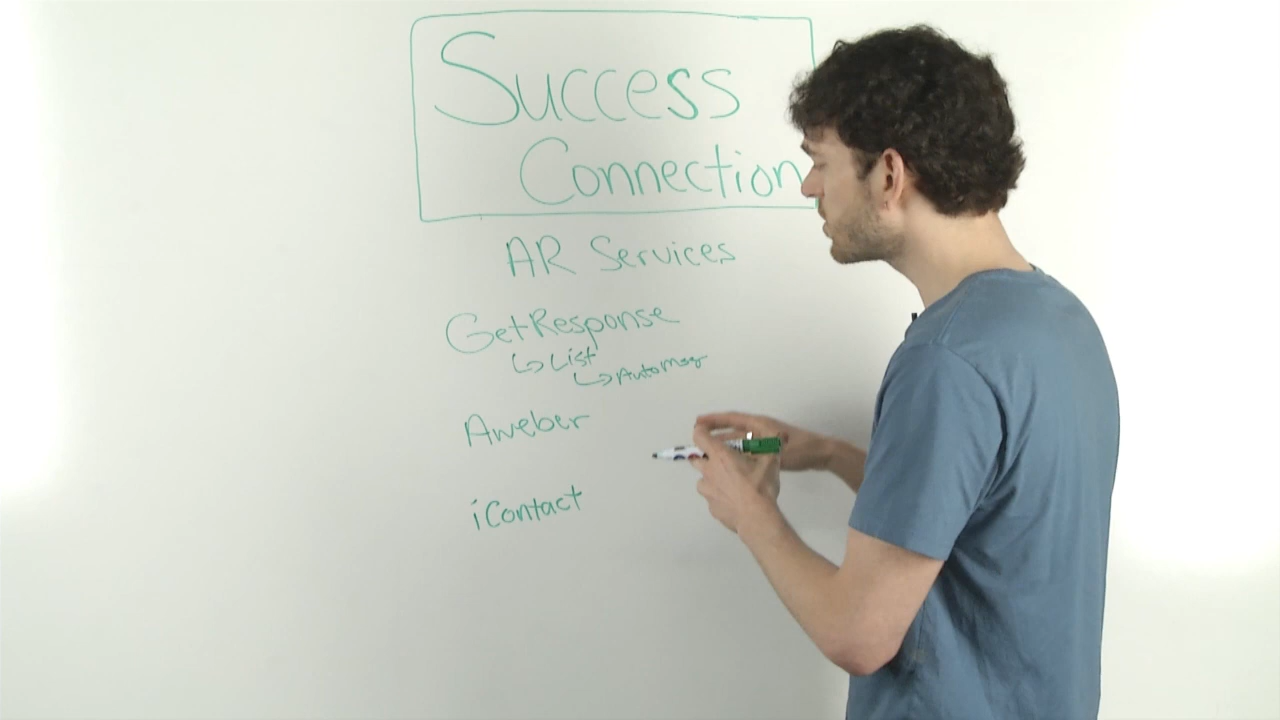 Success
Connection
AR Services
GetResponse
↳ List
↳ Automsg
Aweber
iContact